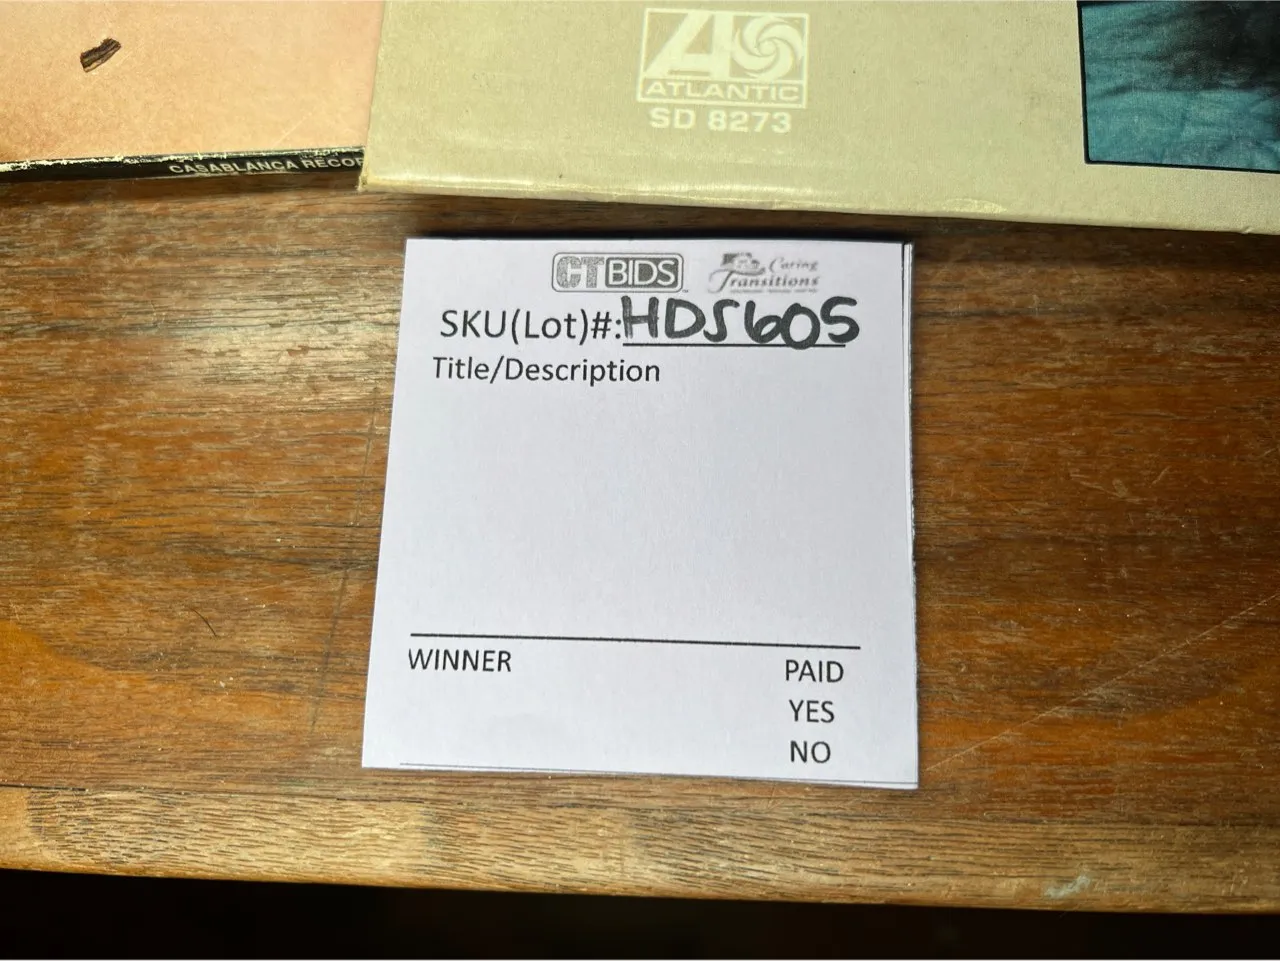 ATLANTIC
SD 8273
CASABLANCA RECOR
CTBIDS
Caring
Transitions
SKU(Lot)#: HDS605
Title/Description
WINNER
PAID
YES
NO